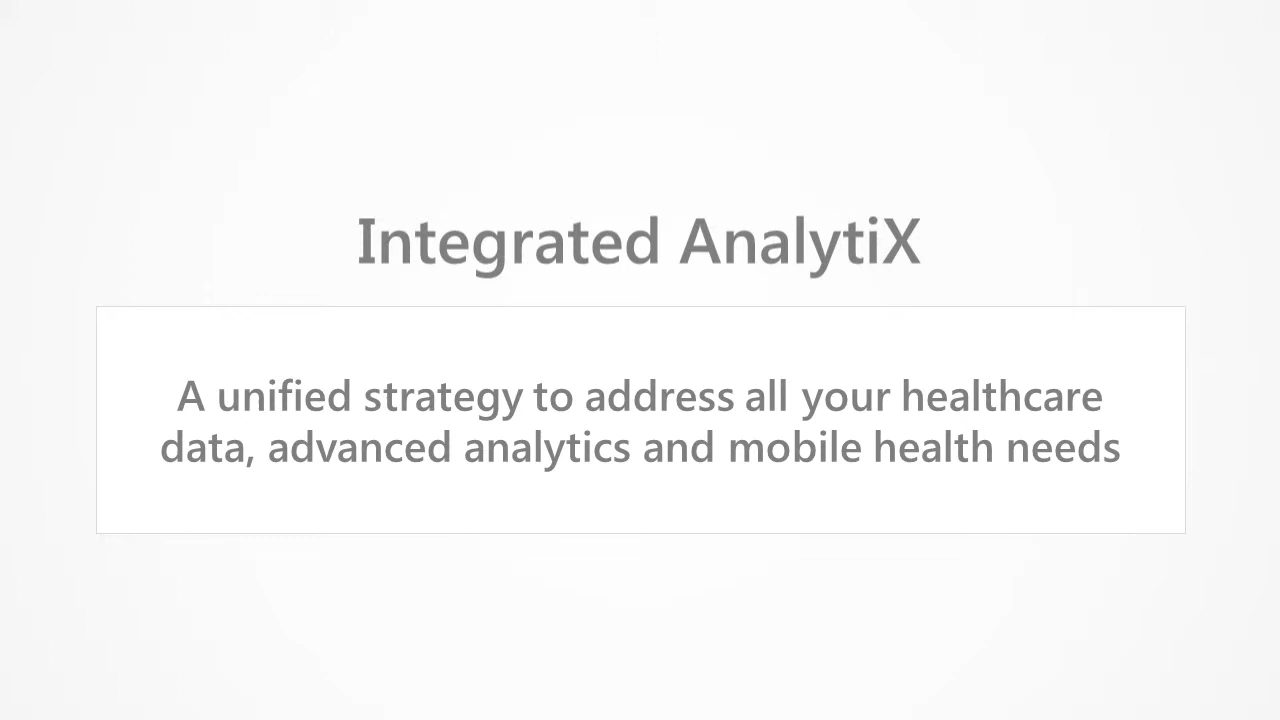 Integrated AnalytiX
A unified strategy to address all your healthcare
data, advanced analytics and mobile health needs